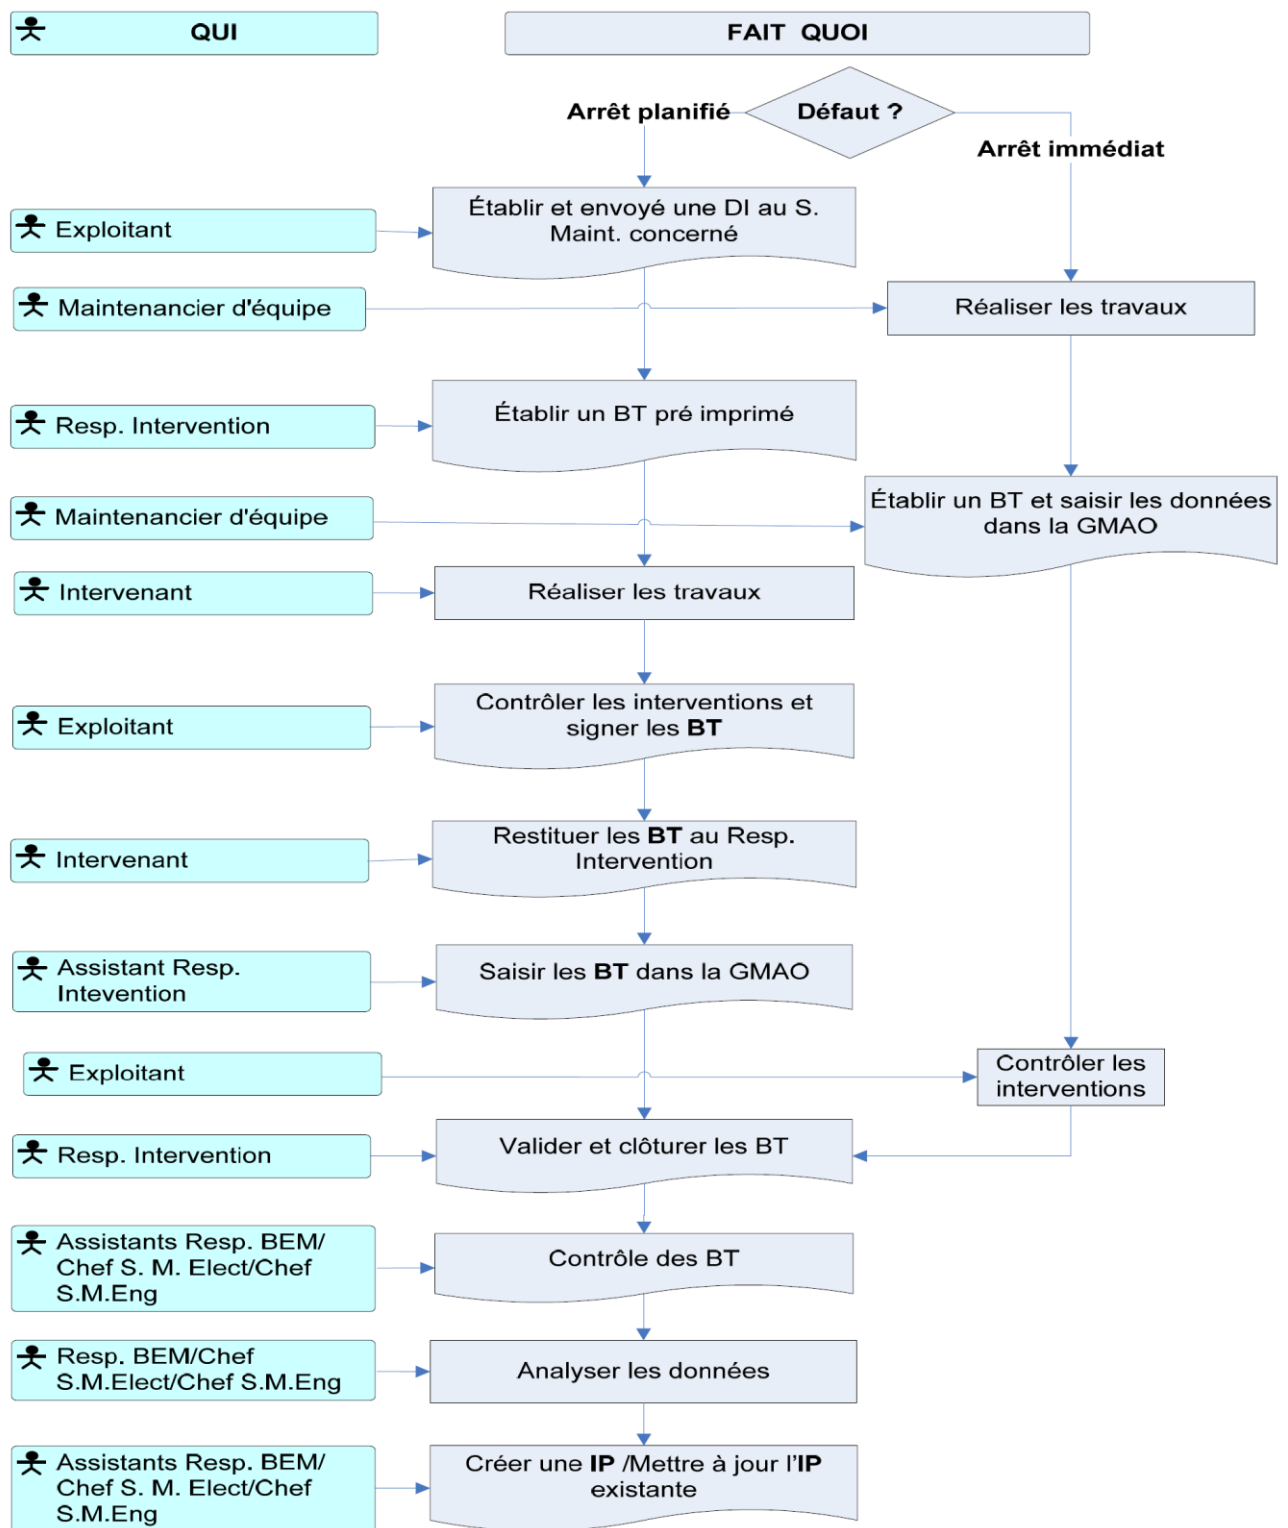 QUI
FAIT QUOI
Défaut ?
Arrêt planifié
Arrêt immédiat
Exploitant
Établir et envoyé une DI au S.
Maint. concerné
Maintenancier d'équipe
Réaliser les travaux
Resp. Intervention
Établir un BT pré imprimé
Maintenancier d'équipe
Établir un BT et saisir les données
dans la GMAO
Intervenant
Réaliser les travaux
Exploitant
Contrôler les interventions et
signer les BT
Intervenant
Restituer les BT au Resp.
Intervention
Assistant Resp.
Intevention
Saisir les BT dans la GMAO
Exploitant
Contrôler les
interventions
Resp. Intervention
Valider et clôturer les BT
Assistants Resp. BEM/
Chef S. M. Elect/Chef
S.M.Eng
Contrôle des BT
Resp. BEM/Chef
S.M.Elect/Chef S.M.Eng
Analyser les données
Assistants Resp. BEM/
Chef S. M. Elect/Chef
S.M.Eng
Créer une IP /Mettre à jour l'IP
existante